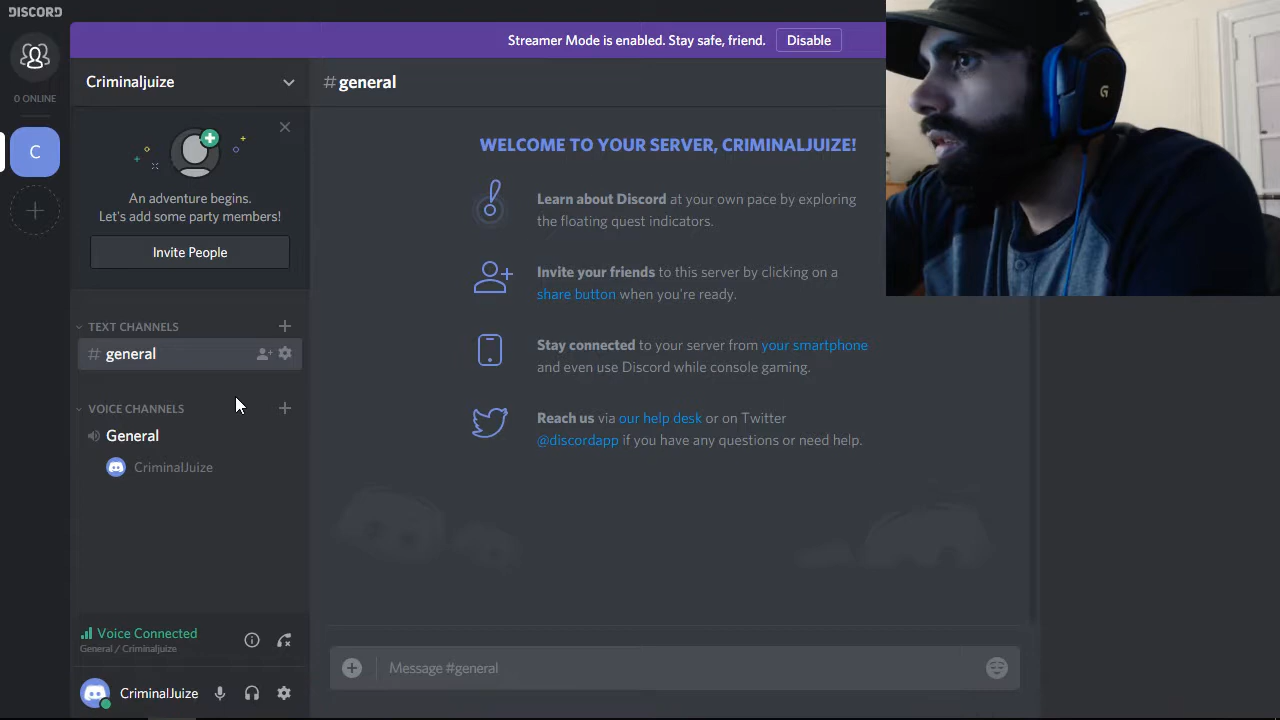 DISCORD
Streamer Mode is enabled. Stay safe, friend.
Disable
0 ONLINE
C
Criminaljuize
# general
An adventure begins.
Let's add some party members!
Invite People
TEXT CHANNELS
# general
VOICE CHANNELS
General
CriminalJuize
Voice Connected
General / Criminaljuize
CriminalJuize
WELCOME TO YOUR SERVER, CRIMINALJUIZE!
Learn about Discord at your own pace by exploring
the floating quest indicators.
Invite your friends to this server by clicking on a
share button when you're ready.
Stay connected to your server from your smartphone
and even use Discord while console gaming.
Reach us via our help desk or on Twitter
@discordapp if you have any questions or need help.
Message #general
G